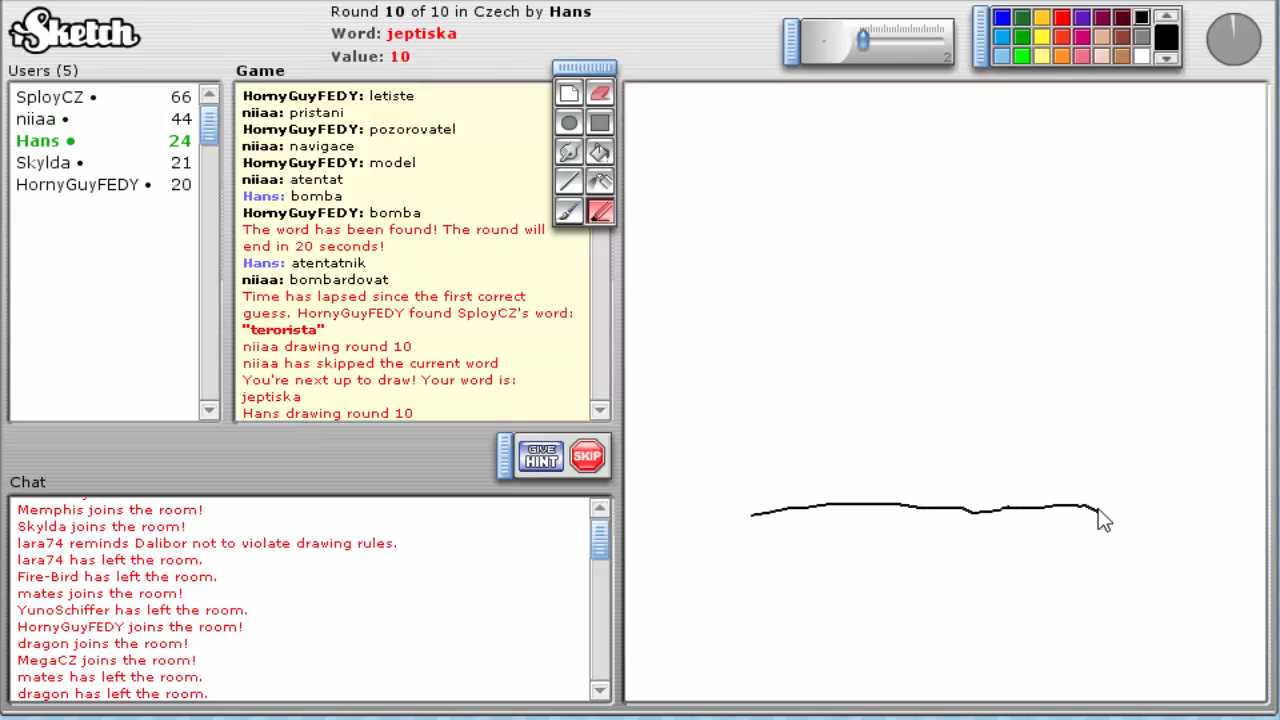 iSketch
Round 10 of 10 in Czech by Hans
Word: jeptiska
Value: 10
2
Users (5)
SployCZ • 66
niiaa • 44
Hans • 24
Skylda • 21
HornyGuyFEDY • 20
Game
HornyGuyFEDY: letiste
niiaa: pristani
HornyGuyFEDY: pozorovatel
niiaa: navigace
HornyGuyFEDY: model
niiaa: atentat
Hans: bomba
HornyGuyFEDY: bomba
The word has been found! The round will
end in 20 seconds!
Hans: atentatnik
niiaa: bombardovat
Time has lapsed since the first correct
guess. HornyGuyFEDY found SployCZ's word:
"terorista"
niiaa drawing round 10
niiaa has skipped the current word
You're next up to draw! Your word is:
jeptiska
Hans drawing round 10
GIVE
HINT
SKIP
Chat
Memphis joins the room!
Skylda joins the room!
lara74 reminds Dalibor not to violate drawing rules.
lara74 has left the room.
Fire-Bird has left the room.
mates joins the room!
YunoSchiffer has left the room.
HornyGuyFEDY joins the room!
dragon joins the room!
MegaCZ joins the room!
mates has left the room.
dragon has left the room.